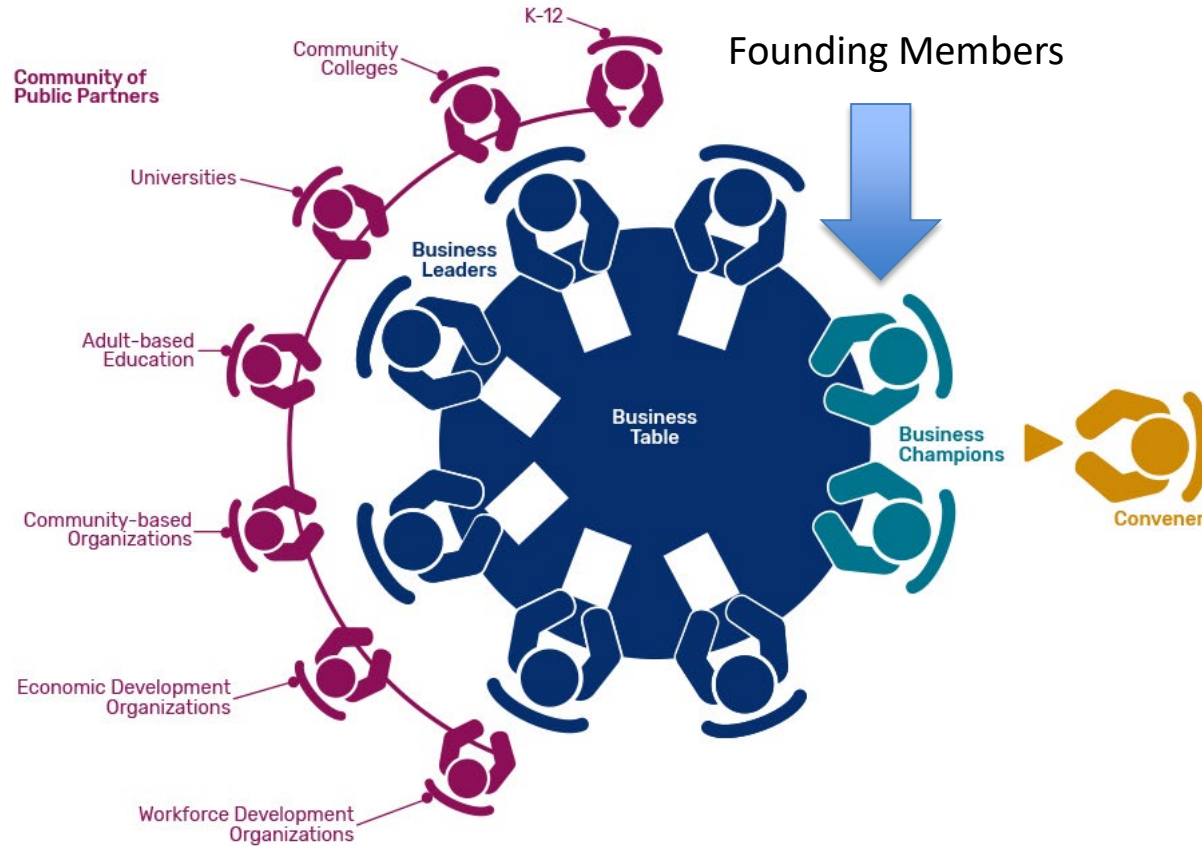 K-12
Community
Colleges
Founding Members
Community of
Public Partners
Universities
Business
Leaders
Adult-based
Education
Business
Table
Business
Champions
Community-based
Organizations
Convener
Economic Development
Organizations
Workforce Development
Organizations